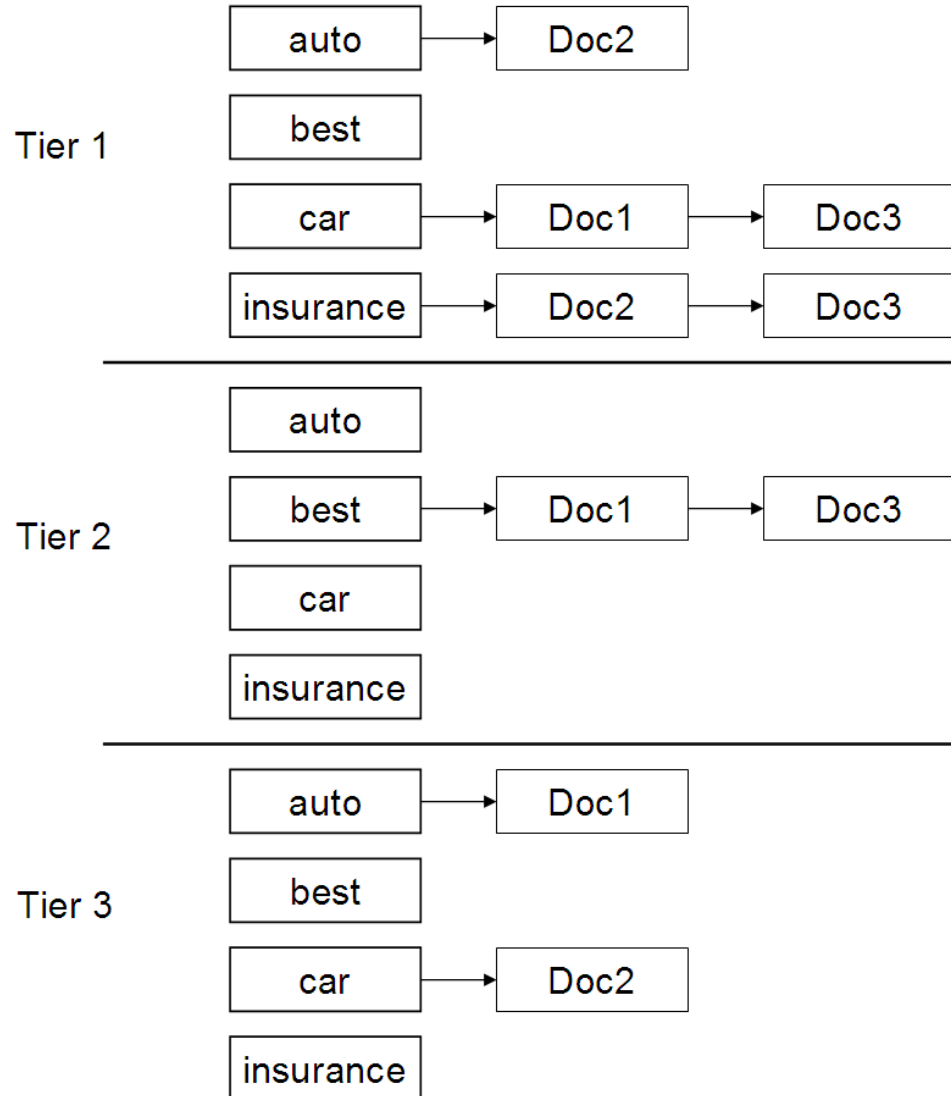 auto Doc2
best
Tier 1
car Doc1 Doc3
insurance Doc2 Doc3
auto
best Doc1 Doc3
Tier 2
car
insurance
auto Doc1
best
Tier 3
car Doc2
insurance